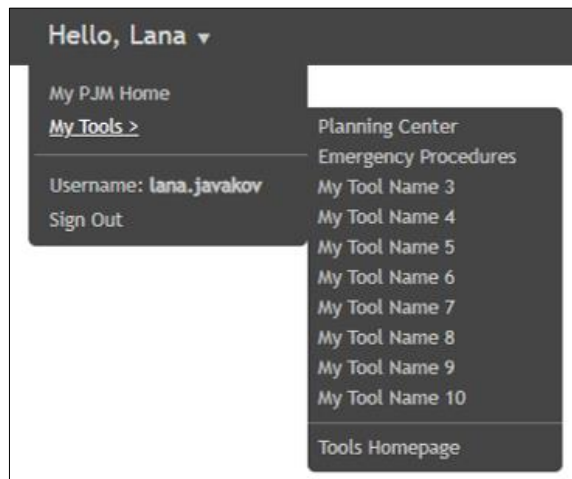 Hello, Lana ▼
My PJM Home
My Tools >
Username: lana.javakov
Sign Out
Planning Center
Emergency Procedures
My Tool Name 3
My Tool Name 4
My Tool Name 5
My Tool Name 6
My Tool Name 7
My Tool Name 8
My Tool Name 9
My Tool Name 10
Tools Homepage